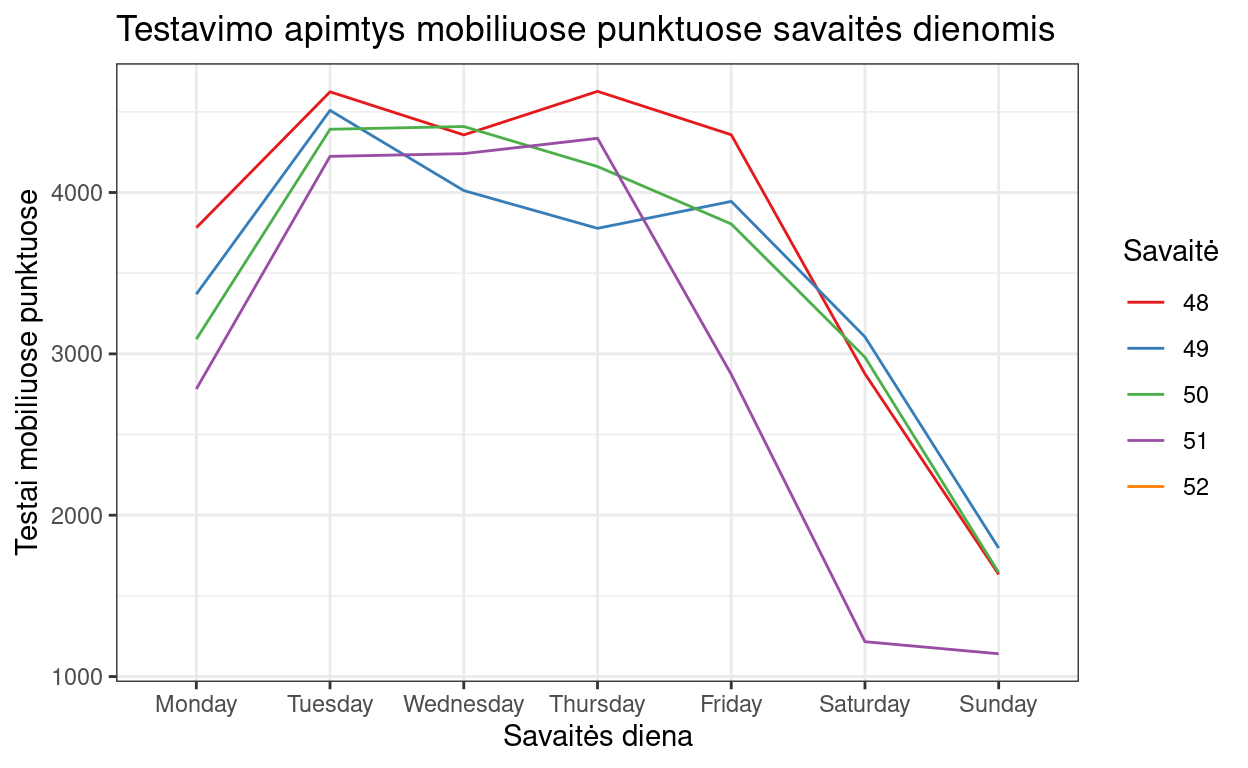 Testavimo apimtys mobiliuose punktuose savaitės dienomis
Testai mobiliuose punktuose
4000
3000
2000
1000
Monday Tuesday Wednesday Thursday Friday Saturday Sunday
Savaitės diena
Savaitė
48
49
50
51
52